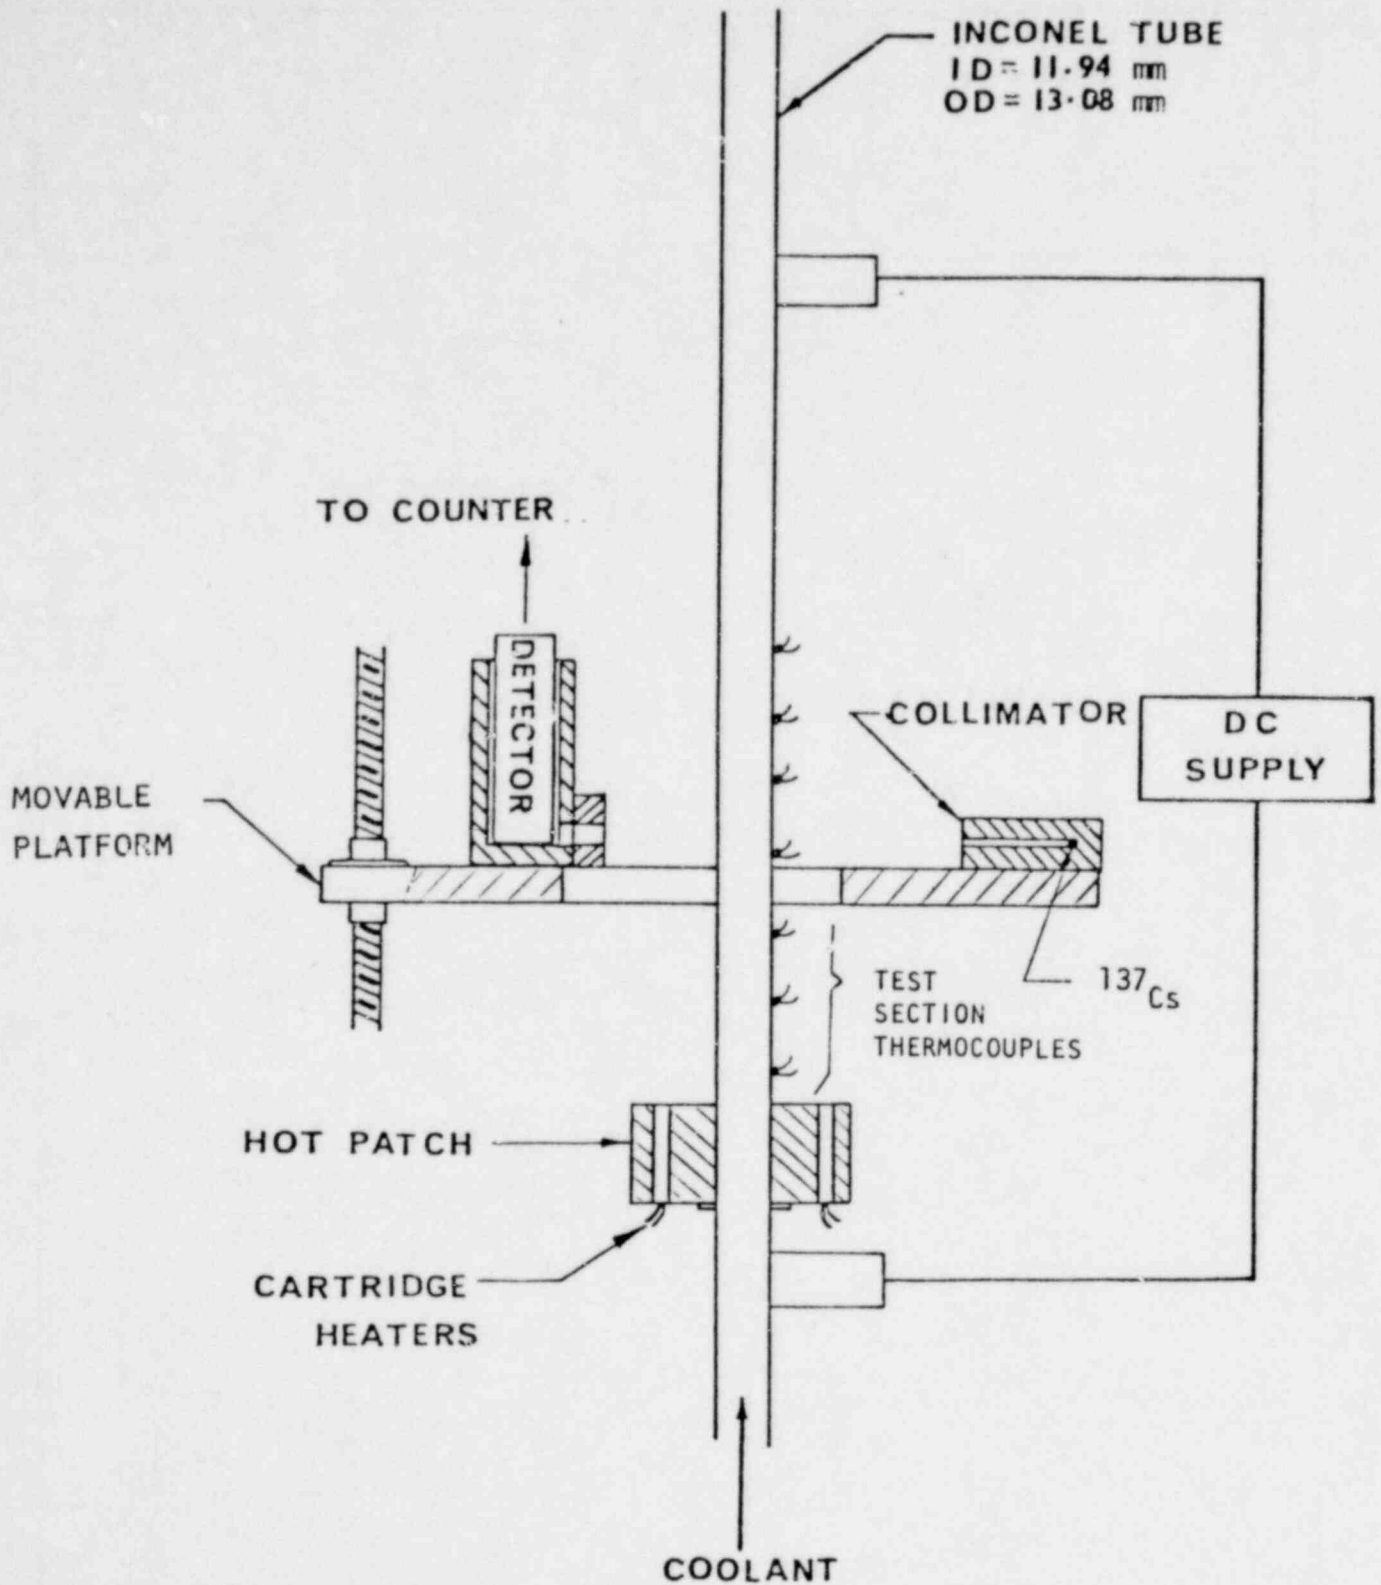 INCONEL TUBE
ID = 11.94 mm
OD = 13.08 mm
TO COUNTER
DETECTOR
COLLIMATOR
DC
SUPPLY
MOVABLE
PLATFORM
137Cs
TEST
SECTION
THERMOCOUPLES
HOT PATCH
CARTRIDGE
HEATERS
COOLANT